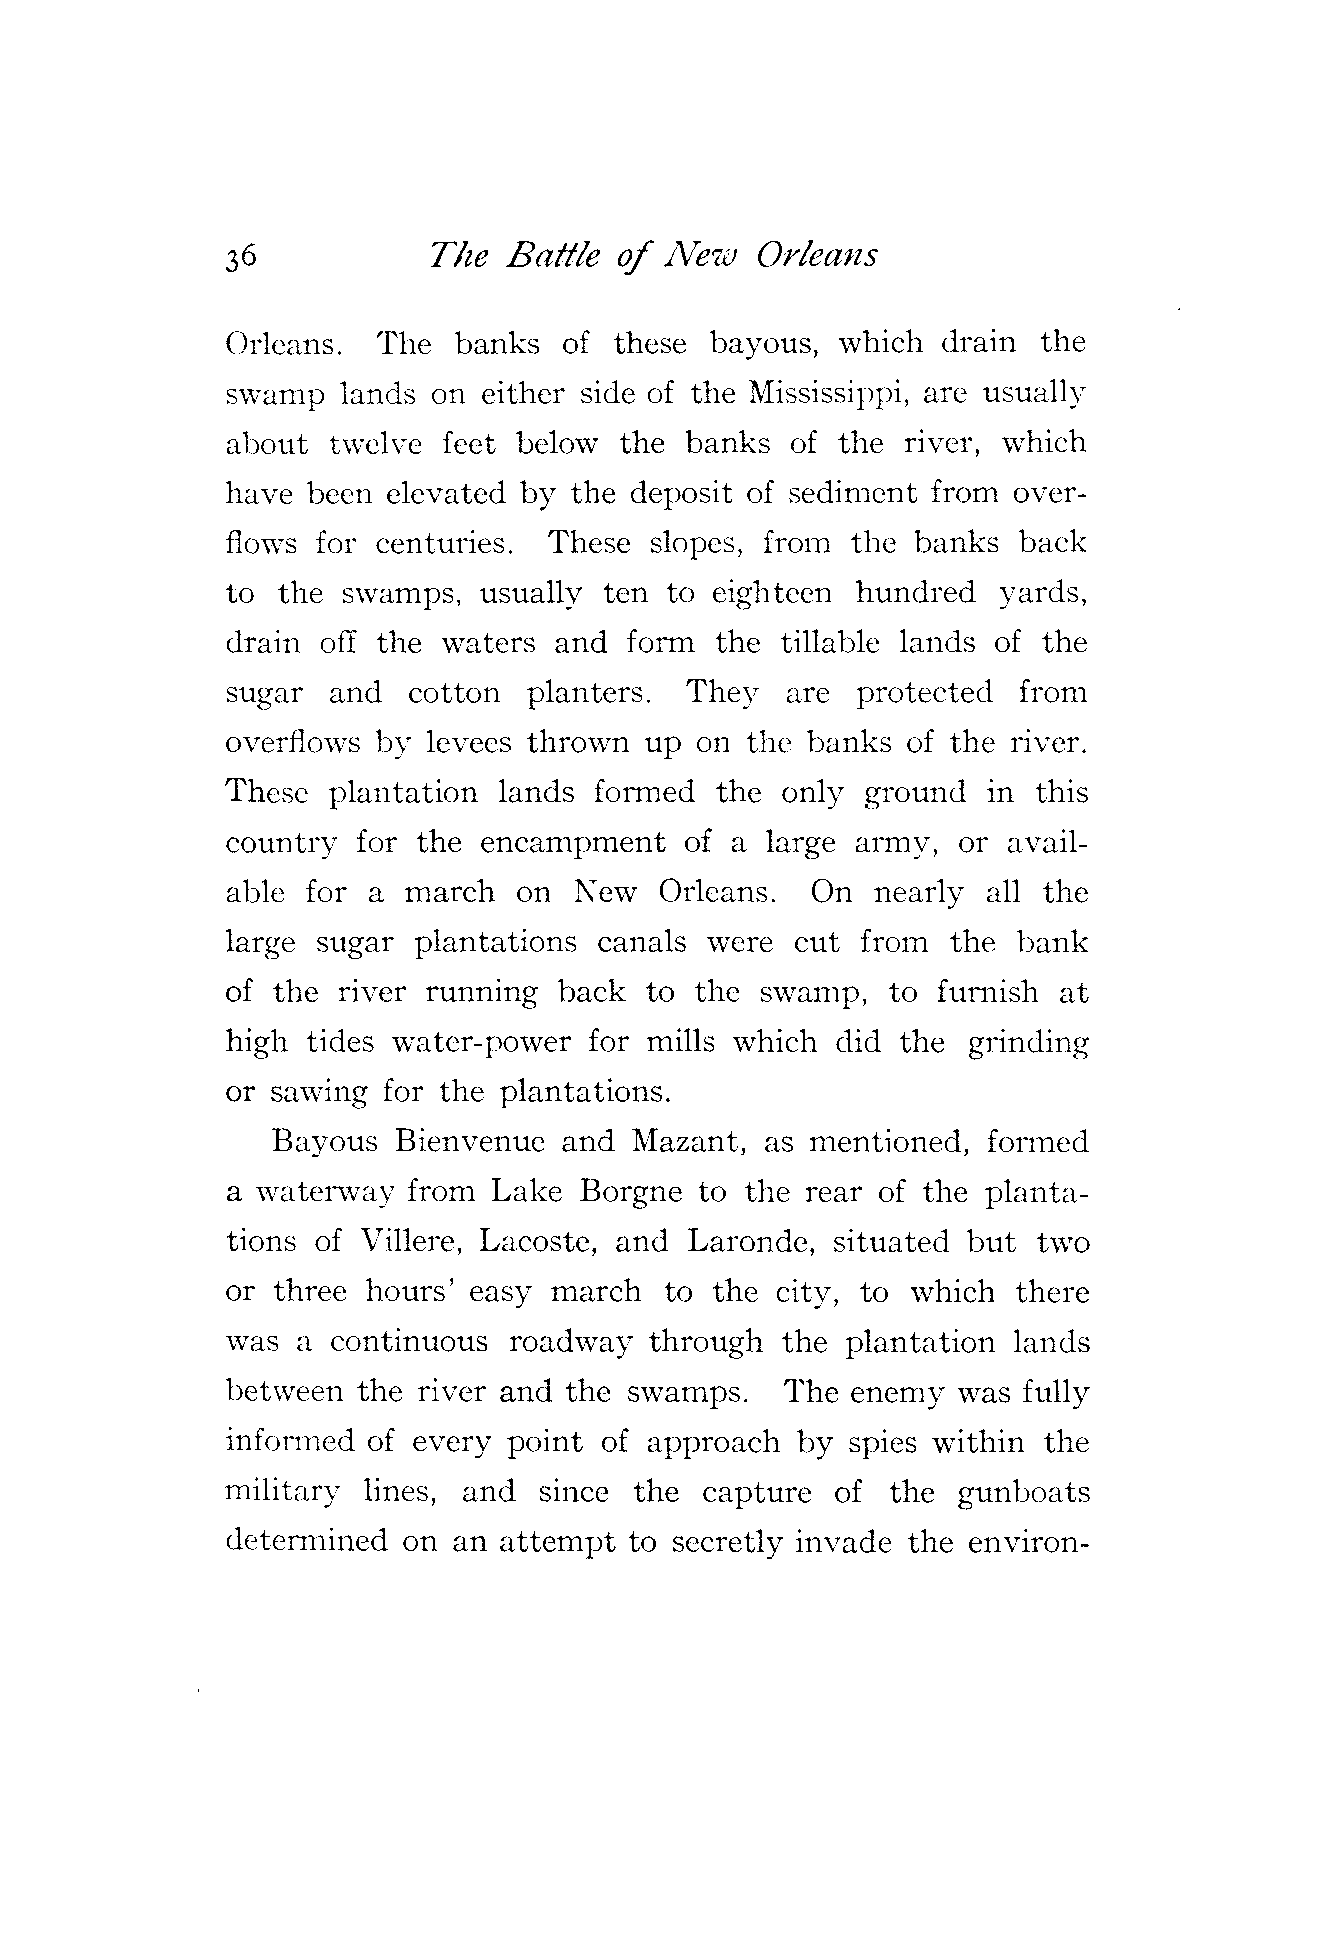 36 The Battle of New Orleans
Orleans. The banks of these bayous, which drain the
swamp lands on either side of the Mississippi, are usually
about twelve feet below the banks of the river, which
have been elevated by the deposit of sediment from over-
flows for centuries. These slopes, from the banks back
to the swamps, usually ten to eighteen hundred yards,
drain off the waters and form the tillable lands of the
sugar and cotton planters. They are protected from
overflows by levees thrown up on the banks of the river.
These plantation lands formed the only ground in this
country for the encampment of a large army, or avail-
able for a march on New Orleans. On nearly all the
large sugar plantations canals were cut from the bank
of the river running back to the swamp, to furnish at
high tides water-power for mills which did the grinding
or sawing for the plantations.
Bayous Bienvenue and Mazant, as mentioned, formed
a waterway from Lake Borgne to the rear of the planta-
tions of Villere, Lacoste, and Laronde, situated but two
or three hours' easy march to the city, to which there
was a continuous roadway through the plantation lands
between the river and the swamps. The enemy was fully
informed of every point of approach by spies within the
military lines, and since the capture of the gunboats
determined on an attempt to secretly invade the environ-